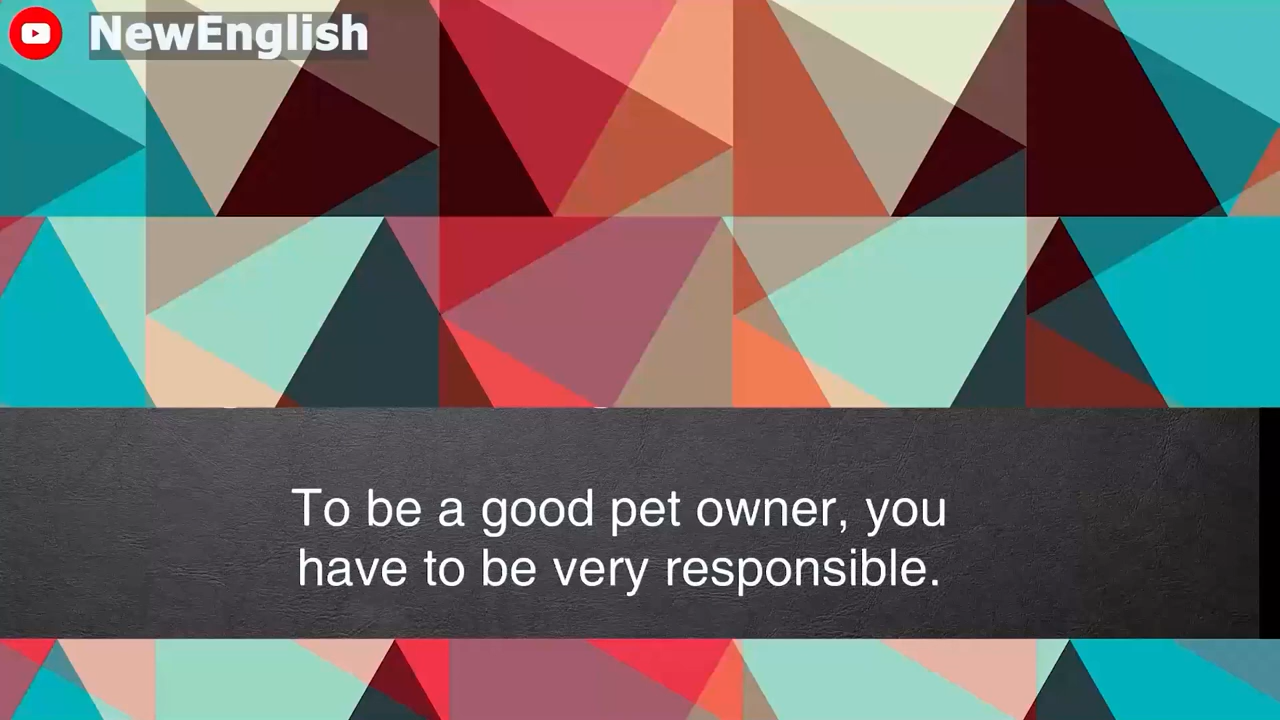 NewEnglish
To be a good pet owner, you
have to be very responsible.